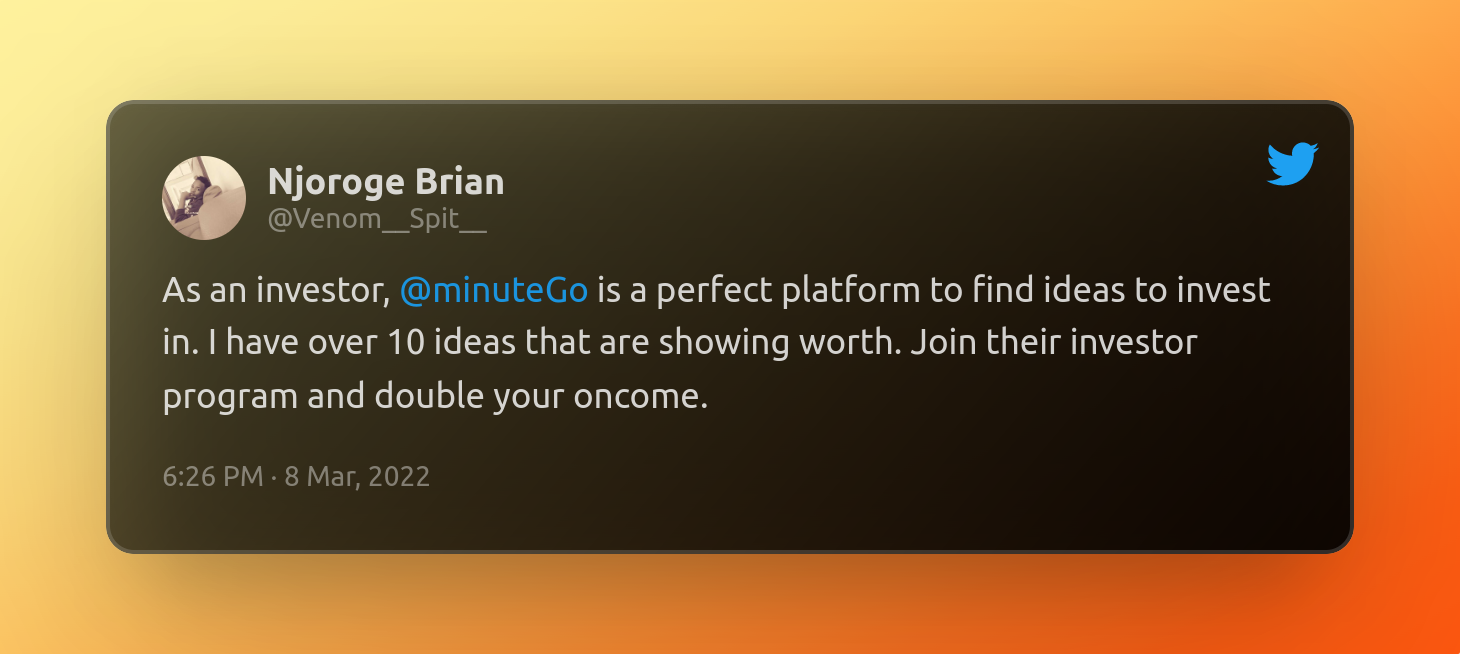 Njoroge Brian
@Venom__Spit__
As an investor, @minuteGo is a perfect platform to find ideas to invest
in. I have over 10 ideas that are showing worth. Join their investor
program and double your oncome.
6:26 PM · 8 Mar, 2022